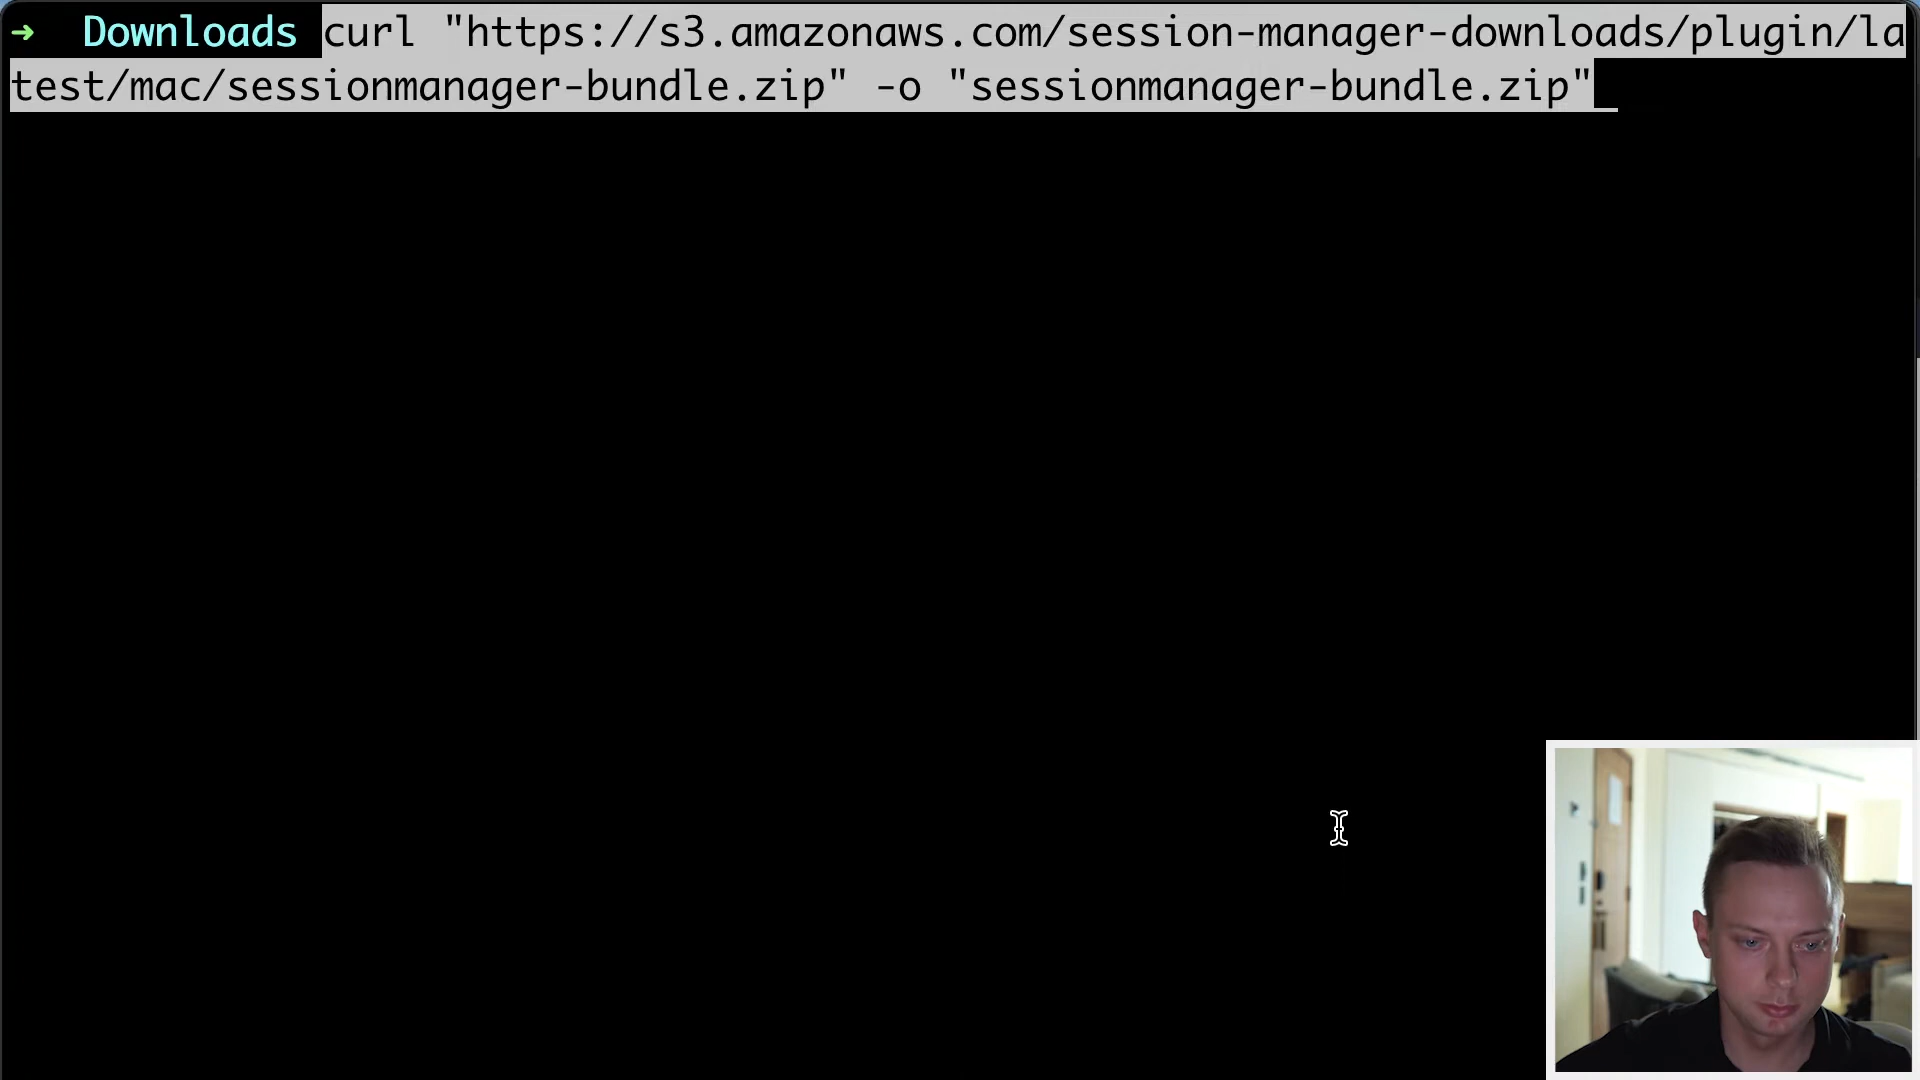 → Downloads curl "https://s3.amazonaws.com/session-manager-downloads/plugin/la
test/mac/sessionmanager-bundle.zip" -o "sessionmanager-bundle.zip"